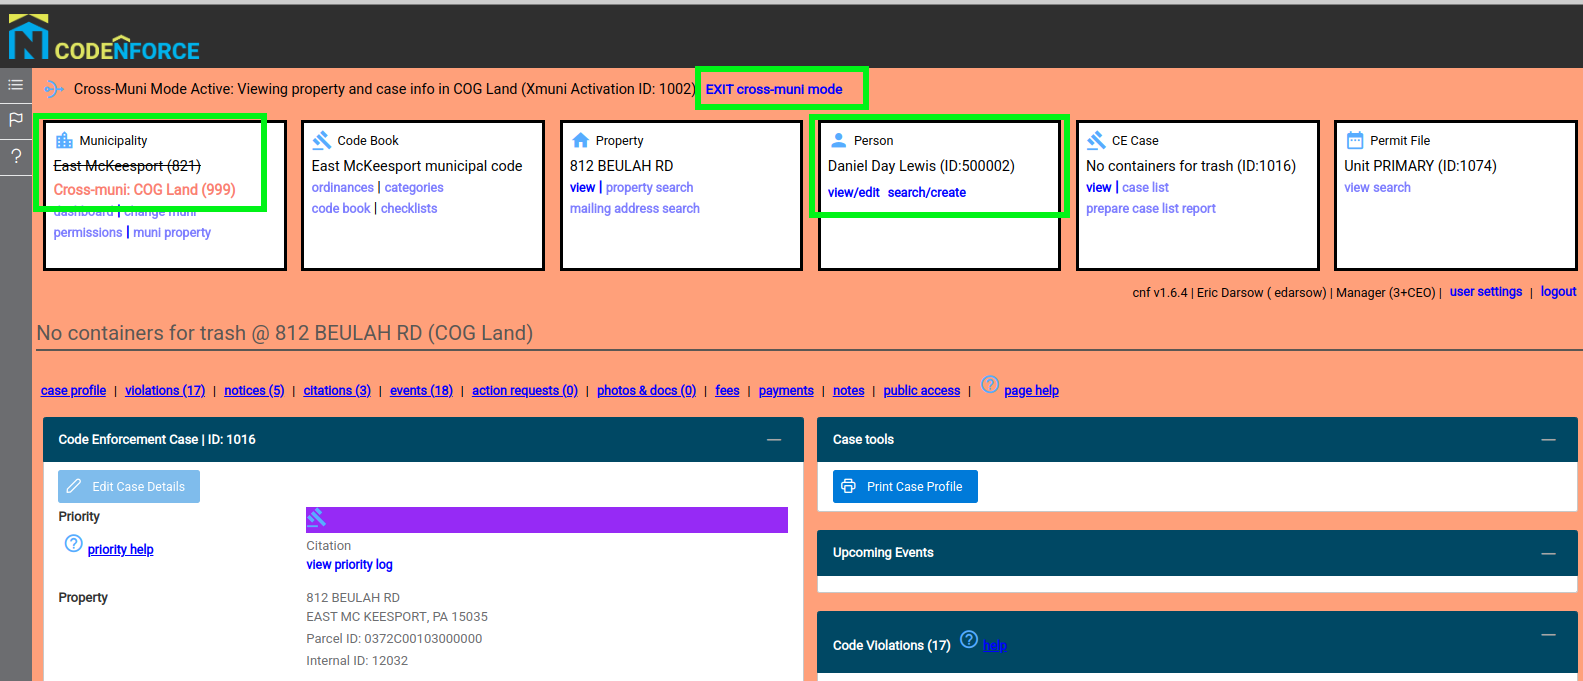 CODENFORCE
Cross-Muni Mode Active: Viewing property and case info in COG Land (Xmuni Activation ID: 1002) EXIT cross-muni mode
Municipality
East McKeesport (821)
Cross-muni: COG Land (999)
dashboard | change muni
permissions | muni property
Code Book
East McKeesport municipal code
ordinances | categories
code book | checklists
Property
812 BEULAH RD
view | property search
mailing address search
Person
Daniel Day Lewis (ID:500002)
view/edit search/create
CE Case
No containers for trash (ID:1016)
view | case list
prepare case list report
Permit File
Unit PRIMARY (ID:1074)
view search
cnf v1.6.4 | Eric Darsow ( edarsow) | Manager (3+CEO) | user settings | logout
No containers for trash @ 812 BEULAH RD (COG Land)
case profile | violations (17) | notices (5) | citations (3) | events (18) | action requests (0) | photos & docs (0) | fees | payments | notes | public access | ? page help
Code Enforcement Case | ID: 1016
Edit Case Details
Priority
? priority help
Citation
view priority log
Property
812 BEULAH RD
EAST MC KEESPORT, PA 15035
Parcel ID: 0372C00103000000
Internal ID: 12032
Case tools
Print Case Profile
Upcoming Events
Code Violations (17) ? help